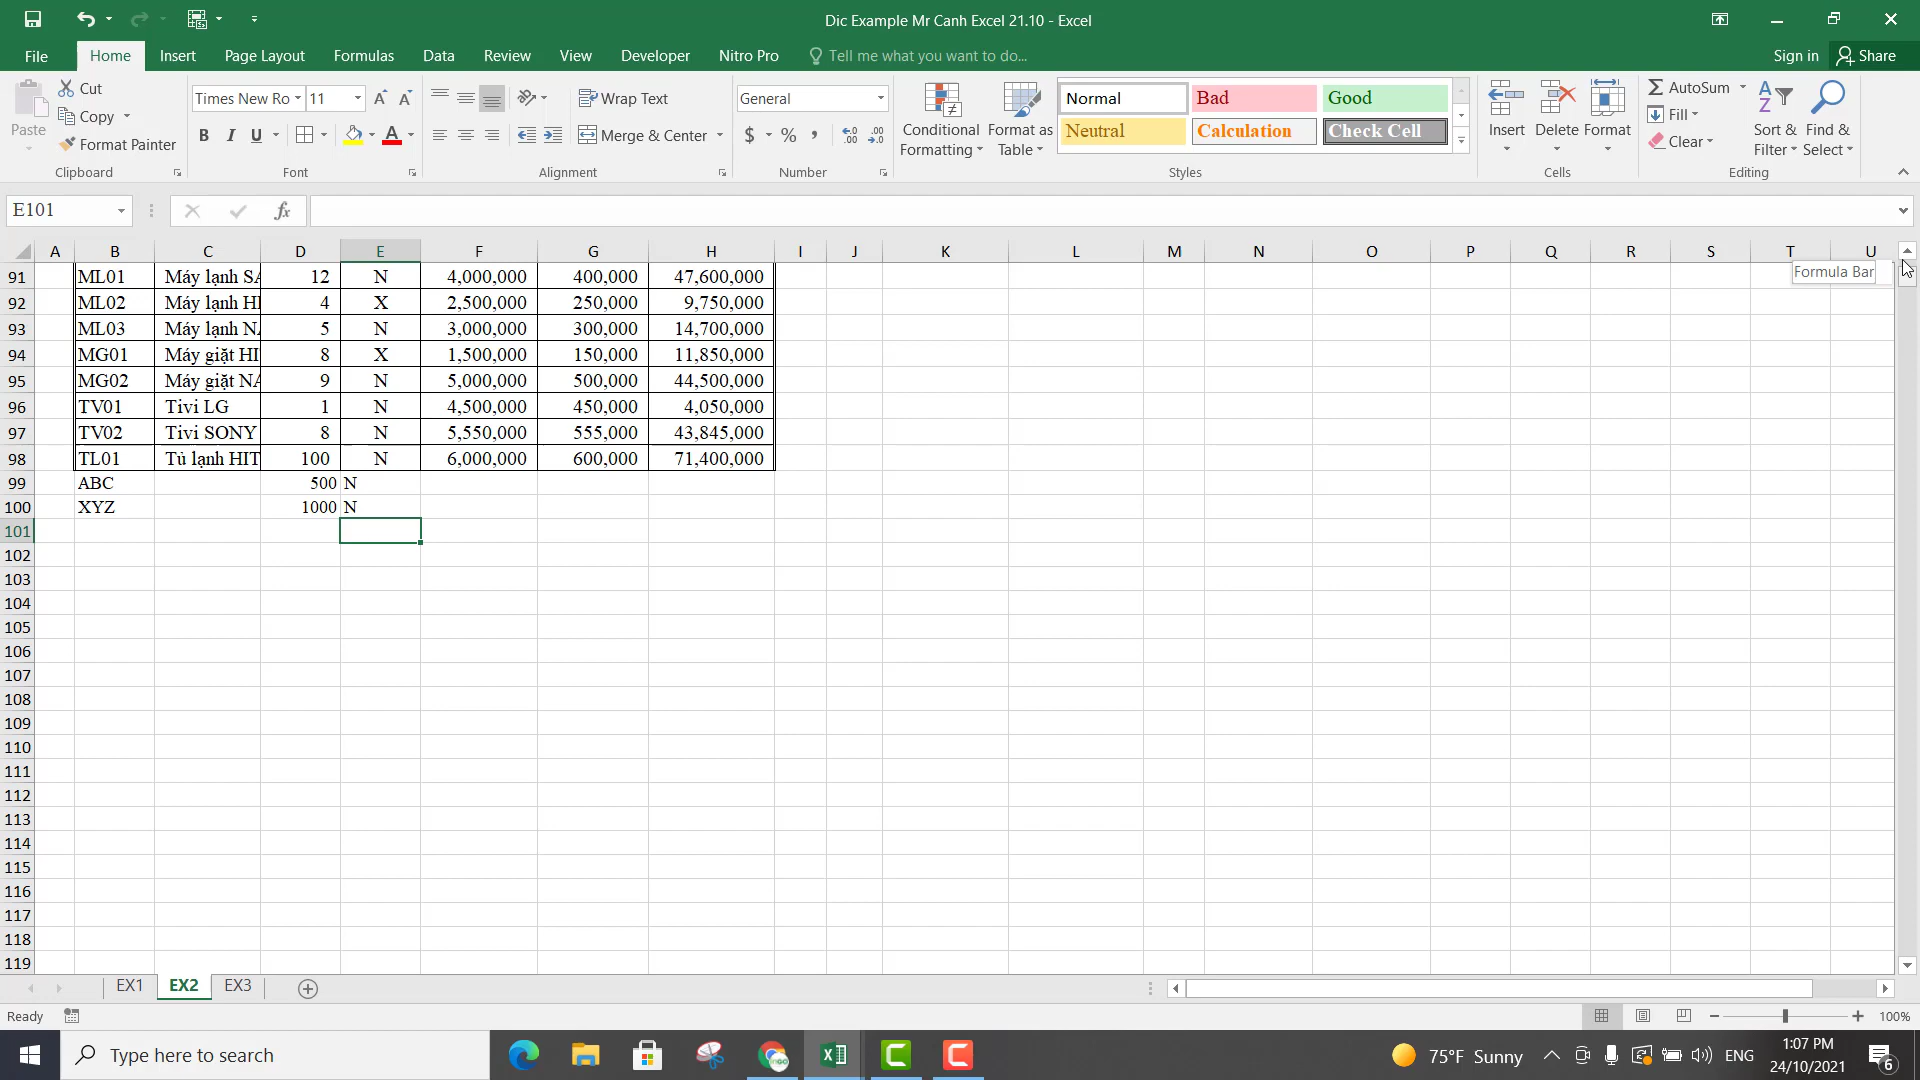 Dic Example Mr Canh Excel 21.10 - Excel
File Home Insert Page Layout Formulas Data Review View Developer Nitro Pro Tell me what you want to do... Sign in Share
Paste Cut Copy Format Painter Clipboard
Times New Ro 11 B I U A Font
Wrap Text Merge & Center Alignment
General $ % , Number
Conditional Formatting Format as Table
Normal Bad Good
Neutral Calculation Check Cell
Styles
Insert Delete Format Cells
AutoSum Fill Clear Sort & Filter Find & Select Editing
E101 fx
A B C D E F G H I J K L M N O P Q R S T U
Formula Bar
91 ML01 Máy lạnh SA 12 N 4,000,000 400,000 47,600,000
92 ML02 Máy lạnh HI 4 X 2,500,000 250,000 9,750,000
93 ML03 Máy lạnh NA 5 N 3,000,000 300,000 14,700,000
94 MG01 Máy giặt HI 8 X 1,500,000 150,000 11,850,000
95 MG02 Máy giặt NA 9 N 5,000,000 500,000 44,500,000
96 TV01 Tivi LG 1 N 4,500,000 450,000 4,050,000
97 TV02 Tivi SONY 8 N 5,550,000 555,000 43,845,000
98 TL01 Tủ lạnh HIT 100 N 6,000,000 600,000 71,400,000
99 ABC 500 N
100 XYZ 1000 N
101
102
103
104
105
106
107
108
109
110
111
112
113
114
115
116
117
118
119
EX1 EX2 EX3
Ready 100%
Type here to search 75°F Sunny ENG 1:07 PM
24/10/2021 6